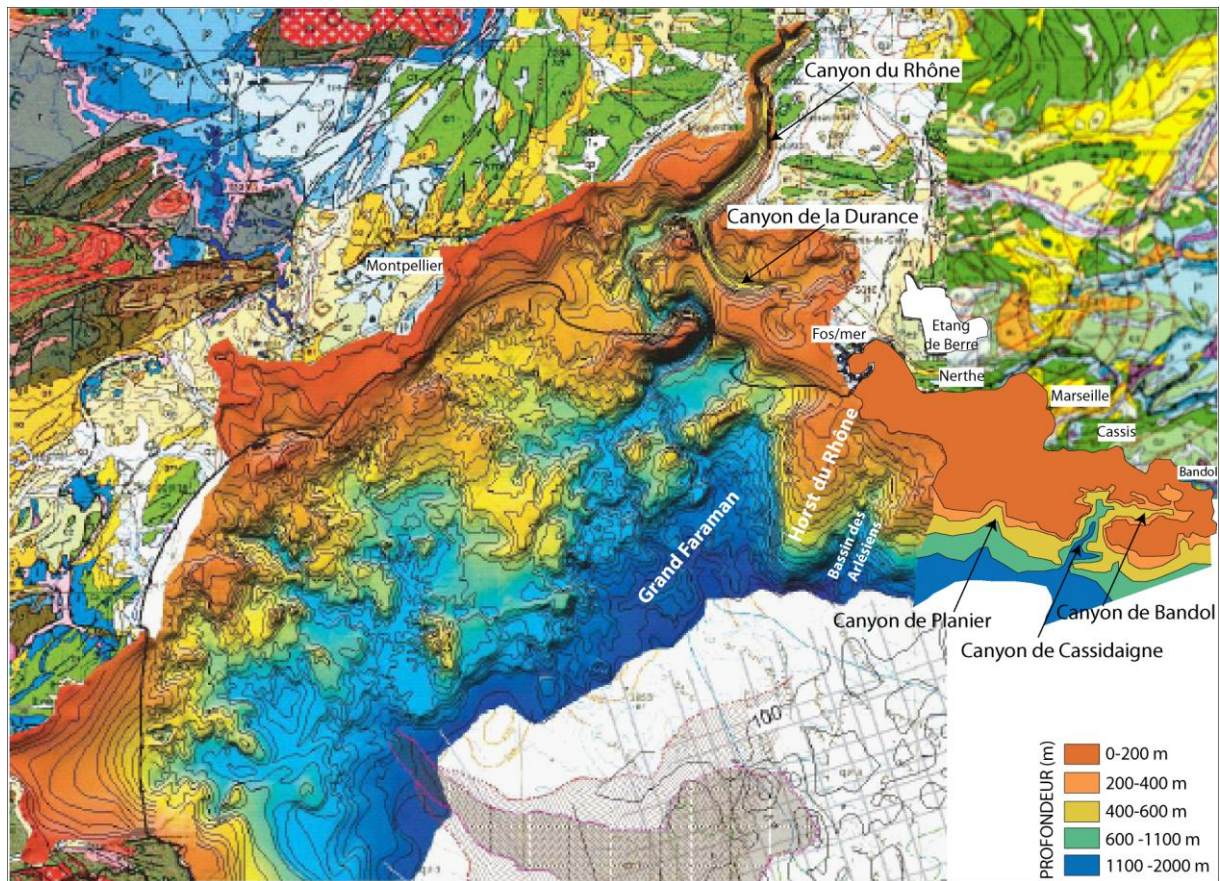 Canyon du Rhône
Canyon de la Durance
Montpellier
Fos/mer
Etang
de Berre
Nerthe
Marseille
Cassis
Bandol
Horst du Rhône
Grand Faraman
Bassin des
Arlésiens
Canyon de Planier
Canyon de Bandol
Canyon de Cassidaigne
100
PROFONDEUR (m)
0-200 m
200-400 m
400-600 m
600 -1100 m
1100 -2000 m